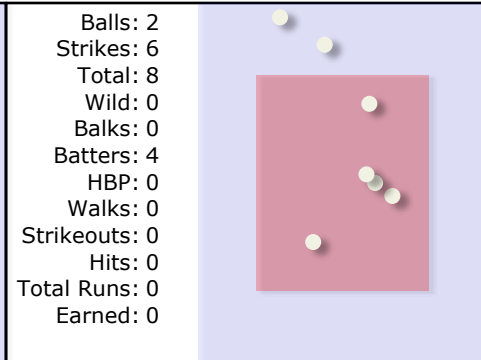 Balls: 2
Strikes: 6
Total: 8
Wild: 0
Balks: 0
Batters: 4
HBP: 0
Walks: 0
Strikeouts: 0
Hits: 0
Total Runs: 0
Earned: 0